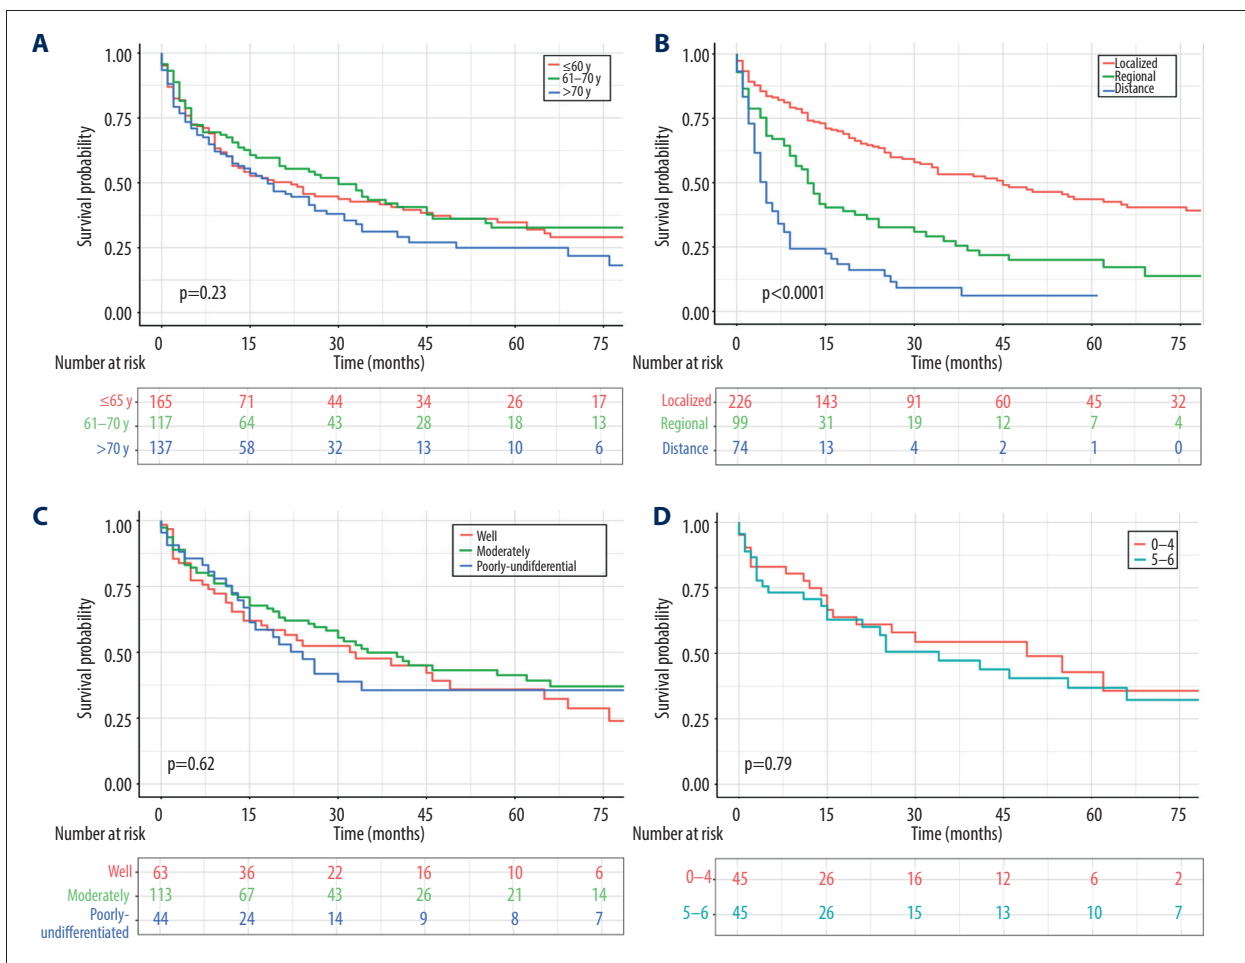 A
1.00
0.75
0.50
0.25
0.00
Survival probability
≤60 y
61–70 y
>70 y
p=0.23
0 15 30 45 60 75
Number at risk Time (months)
≤65 y 165 71 44 34 26 17
61–70 y 117 64 43 28 18 13
>70 y 137 58 32 13 10 6
B
1.00
0.75
0.50
0.25
0.00
Survival probability
Localized
Regional
Distance
p<0.0001
0 15 30 45 60 75
Number at risk Time (months)
Localized 226 143 91 60 45 32
Regional 99 31 19 12 7 4
Distance 74 13 4 2 1 0
C
1.00
0.75
0.50
0.25
0.00
Survival probability
Well
Moderately
Poorly-undifderential
p=0.62
0 15 30 45 60 75
Number at risk Time (months)
Well 63 36 22 16 10 6
Moderately 113 67 43 26 21 14
Poorly-
undifferentiated 44 24 14 9 8 7
D
1.00
0.75
0.50
0.25
0.00
Survival probability
0–4
5–6
p=0.79
0 15 30 45 60 75
Number at risk Time (months)
0–4 45 26 16 12 6 2
5–6 45 26 15 13 10 7